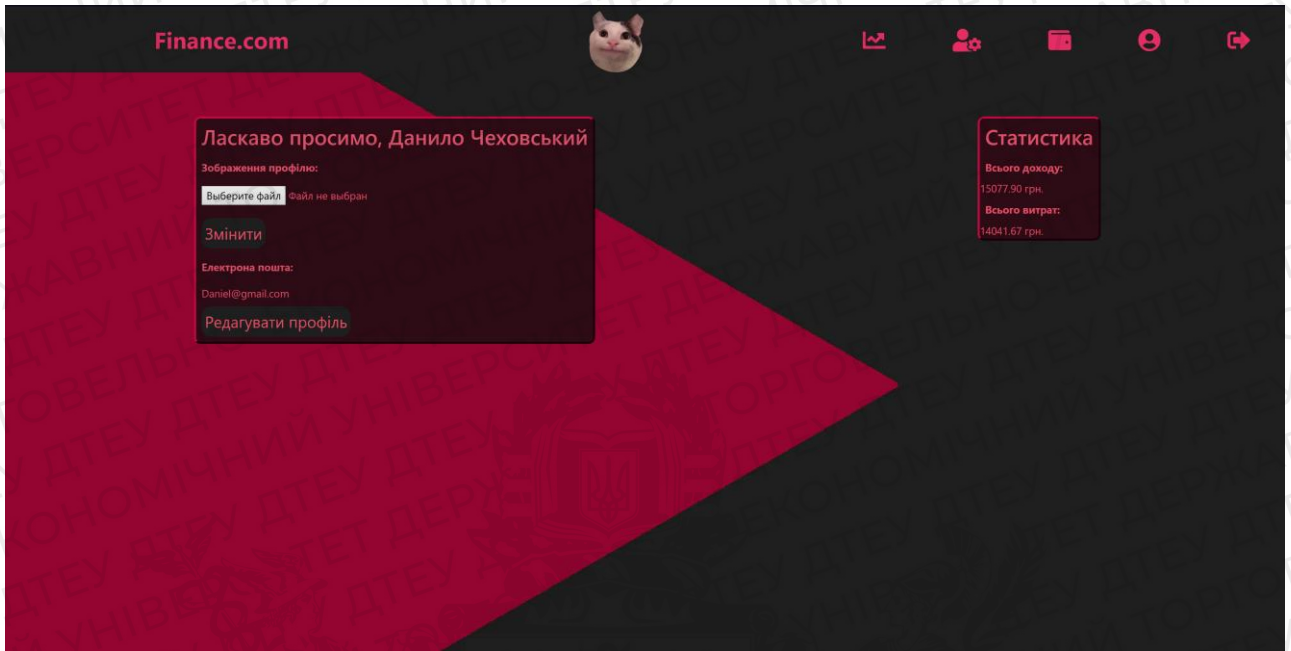 Finance.com
Ласкаво просимо, Данило Чеховський
Зображення профілю:
Выберите файл Файл не выбран
Змінити
Електрона пошта:
Daniel@gmail.com
Редагувати профіль
Статистика
Всього доходу:
15077.90 грн.
Всього витрат:
14041.67 грн.